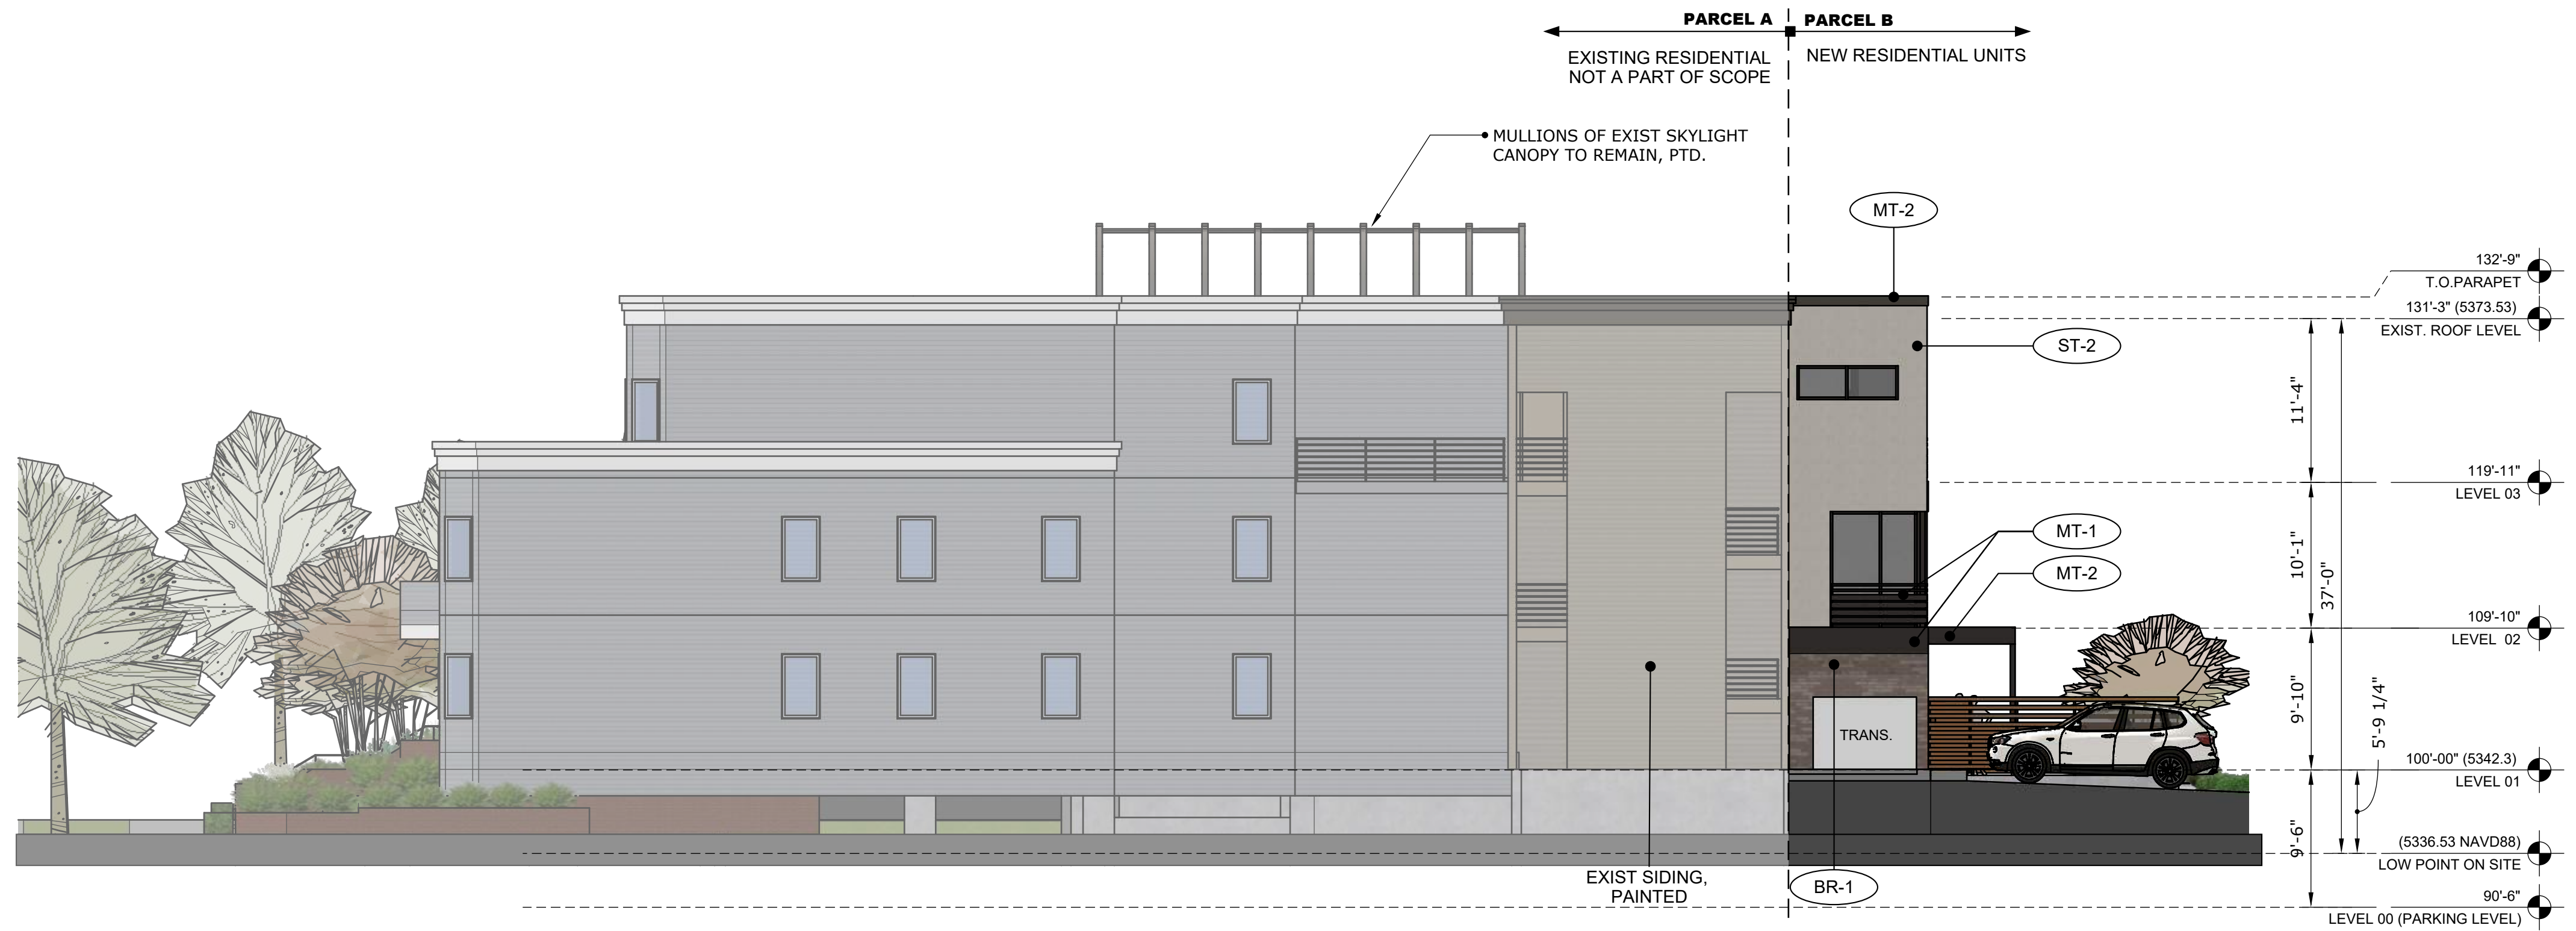 PARCEL A
PARCEL B
EXISTING RESIDENTIAL
NOT A PART OF SCOPE
NEW RESIDENTIAL UNITS
MULLIONS OF EXIST SKYLIGHT
CANOPY TO REMAIN, PTD.
MT-2
132'-9"
T.O.PARAPET
131'-3" (5373.53)
EXIST. ROOF LEVEL
ST-2
11'-4"
119'-11"
LEVEL 03
MT-1
10'-1"
MT-2
37'-0"
109'-10"
LEVEL 02
9'-10"
5'-9 1/4"
TRANS.
100'-00" (5342.3)
LEVEL 01
9'-6"
(5336.53 NAVD88)
LOW POINT ON SITE
EXIST SIDING,
PAINTED
BR-1
90'-6"
LEVEL 00 (PARKING LEVEL)